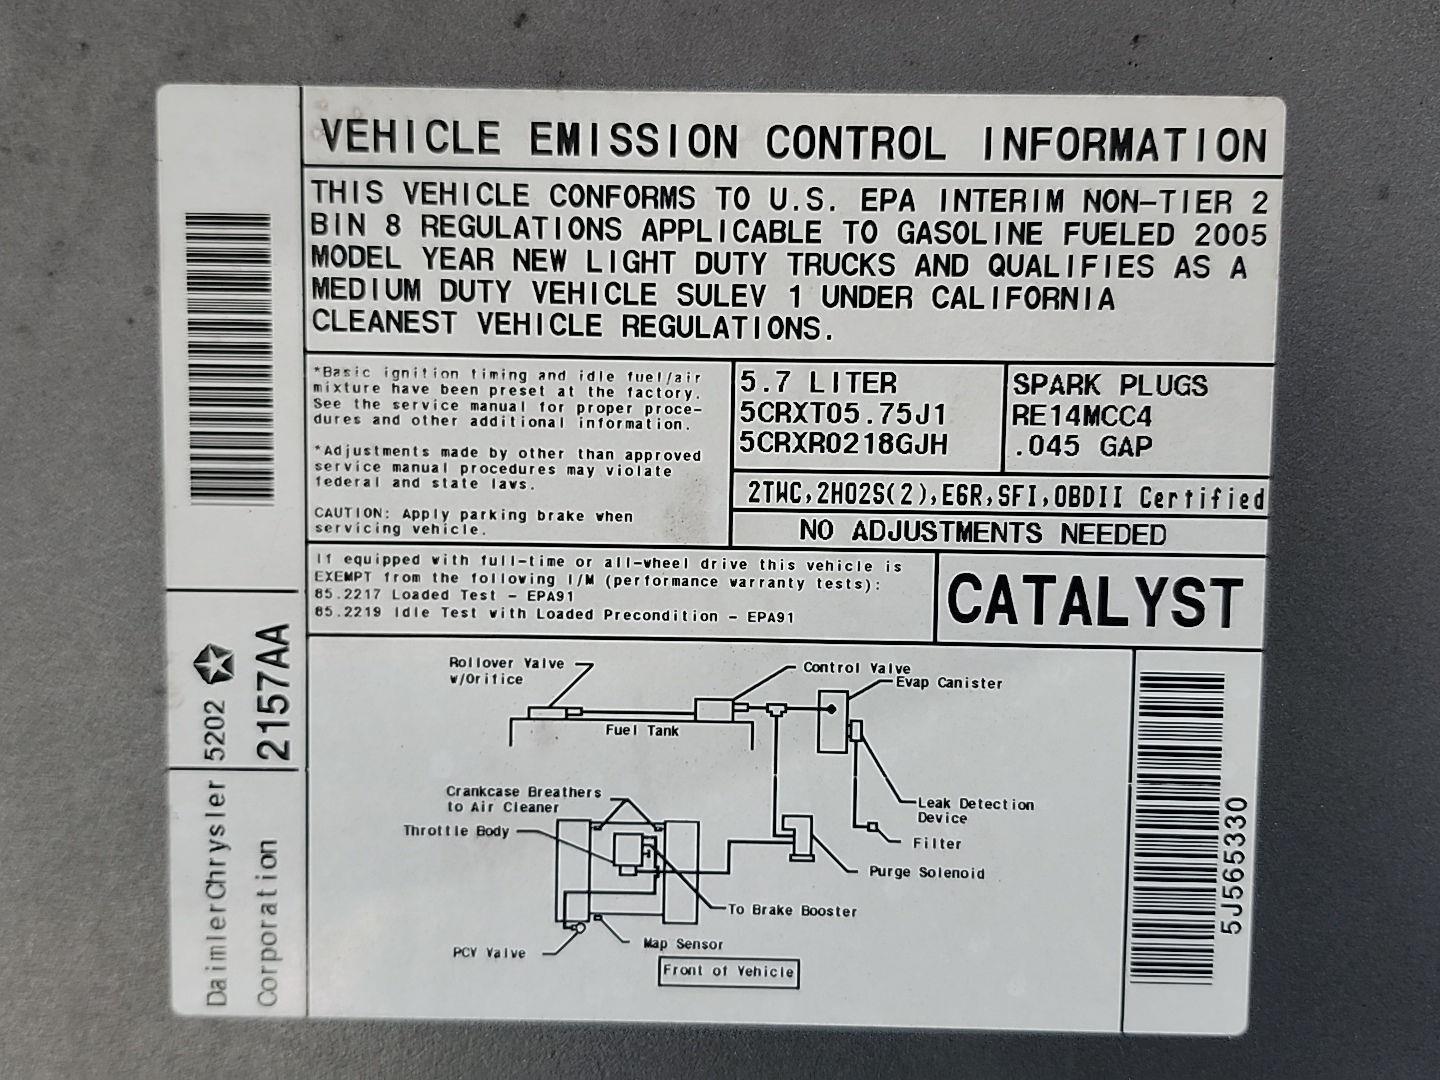 VEHICLE EMISSION CONTROL INFORMATION
THIS VEHICLE CONFORMS TO U.S. EPA INTERIM NON-TIER 2
BIN 8 REGULATIONS APPLICABLE TO GASOLINE FUELED 2005
MODEL YEAR NEW LIGHT DUTY TRUCKS AND QUALIFIES AS A
MEDIUM DUTY VEHICLE SULEV 1 UNDER CALIFORNIA
CLEANEST VEHICLE REGULATIONS.
*Basic ignition timing and idle fuel/air
mixture have been preset at the factory.
See the service manual for proper proce-
dures and other additional information.
*Adjustments made by other than approved
service manual procedures may violate
federal and state laws.
CAUTION: Apply parking brake when
servicing vehicle.
5.7 LITER
5CRXT05.75J1
5CRXR0218GJH
SPARK PLUGS
RE14MCC4
.045 GAP
2TWC,2HO2S(2),EGR,SFI,OBDII Certified
NO ADJUSTMENTS NEEDED
If equipped with full-time or all-wheel drive this vehicle is
EXEMPT from the following I/M (performance warranty tests):
85.2217 Loaded Test - EPA91
85.2219 Idle Test with Loaded Precondition - EPA91
CATALYST
Rollover Valve
w/Orifice
Control Valve
Evap Canister
Fuel Tank
Crankcase Breathers
to Air Cleaner
Leak Detection
Device
Throttle Body
Filter
Purge Solenoid
To Brake Booster
Map Sensor
PCV Valve
Front of Vehicle
DaimlerChrysler
Corporation
5202
2157AA
5J565330